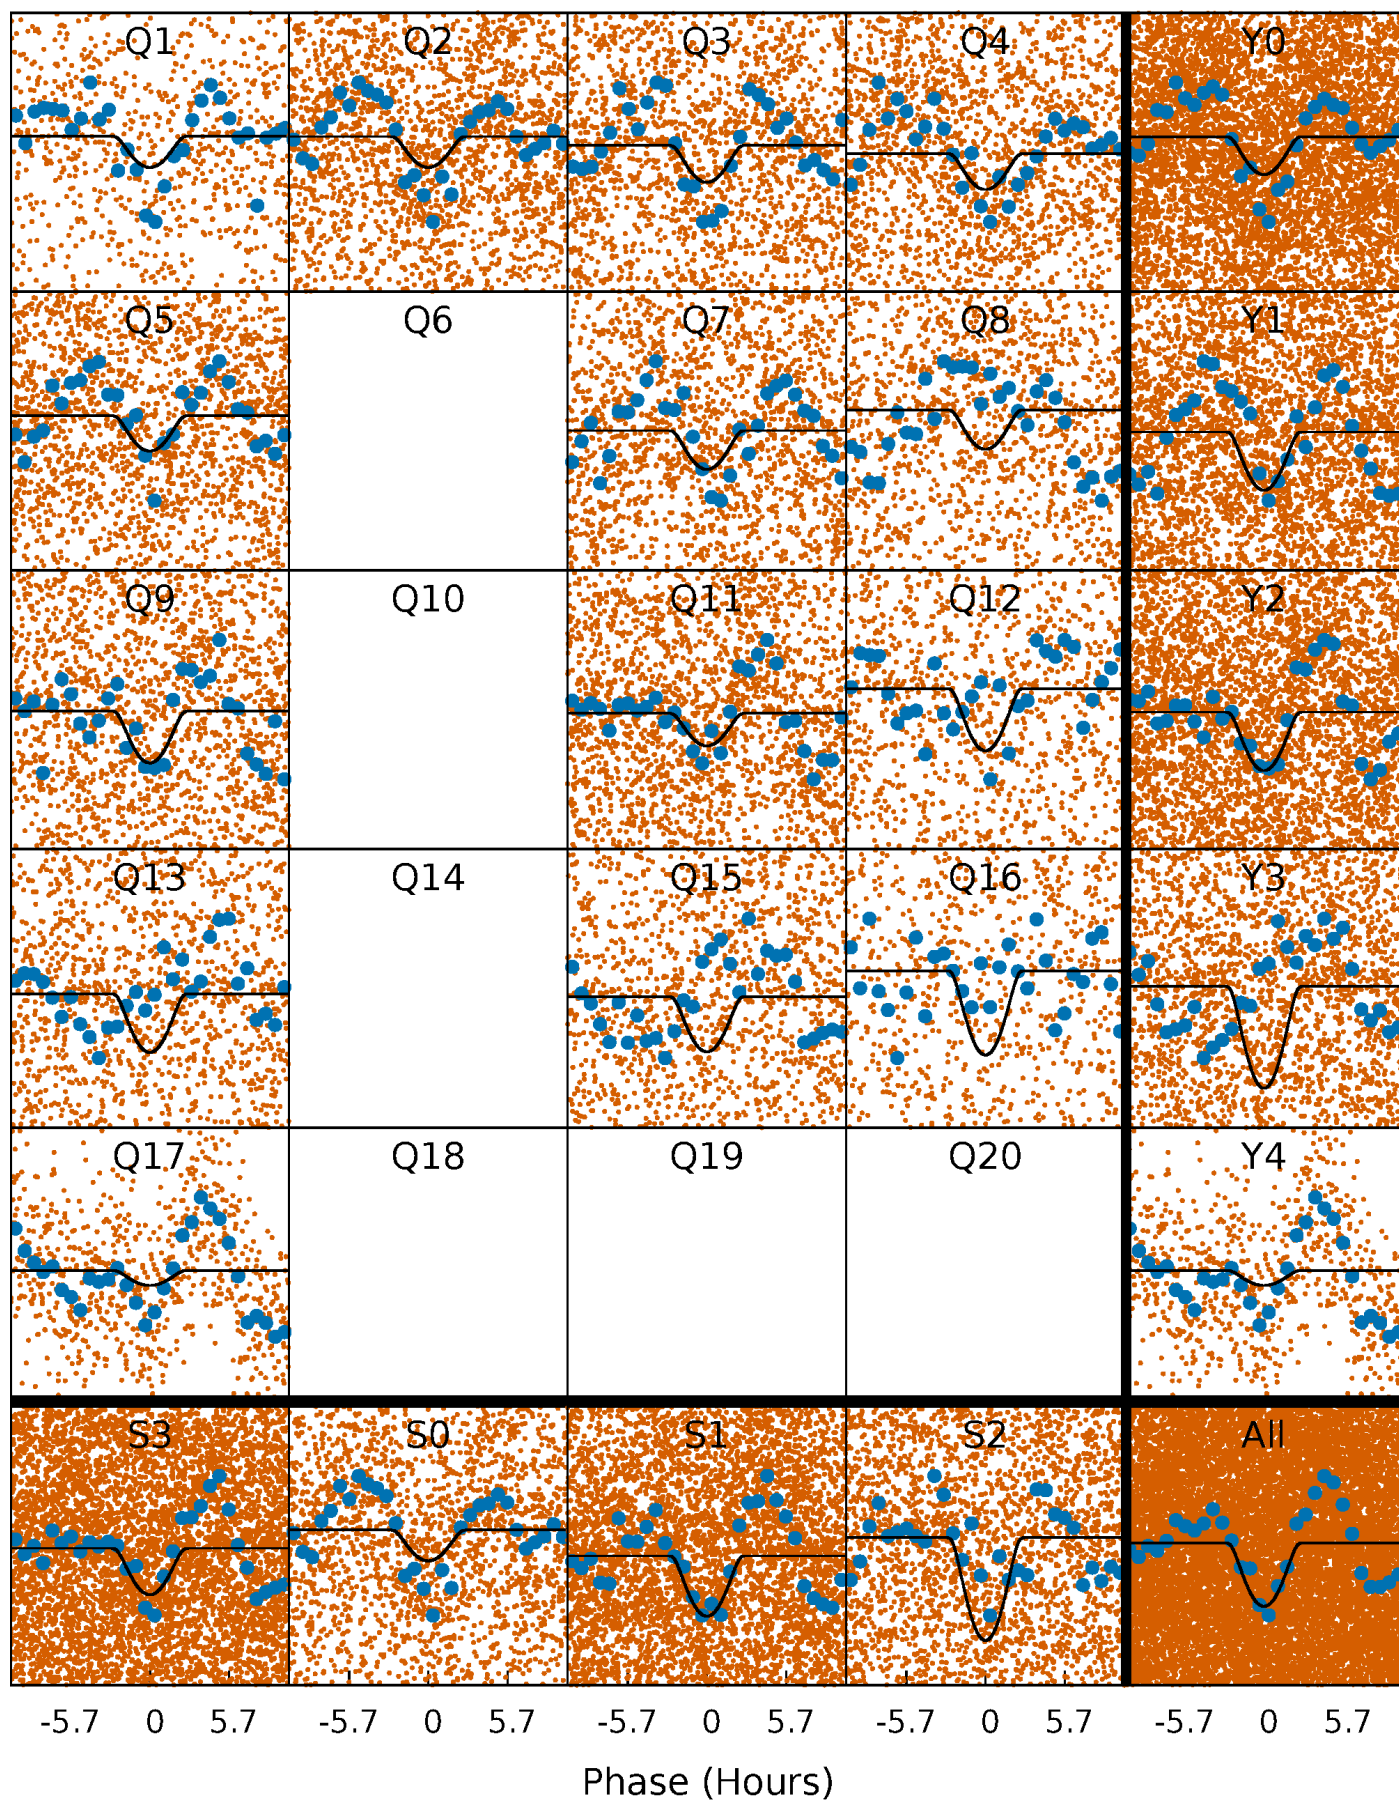 Q1 Q2 Q3 Q4 Y0
Q5 Q6 Q7 Q8 Y1
Q9 Q10 Q11 Q12 Y2
Q13 Q14 Q15 Q16 Y3
Q17 Q18 Q19 Q20 Y4
S3 S0 S1 S2 All
-5.7 0 5.7 -5.7 0 5.7 -5.7 0 5.7 -5.7 0 5.7 -5.7 0 5.7
Phase (Hours)